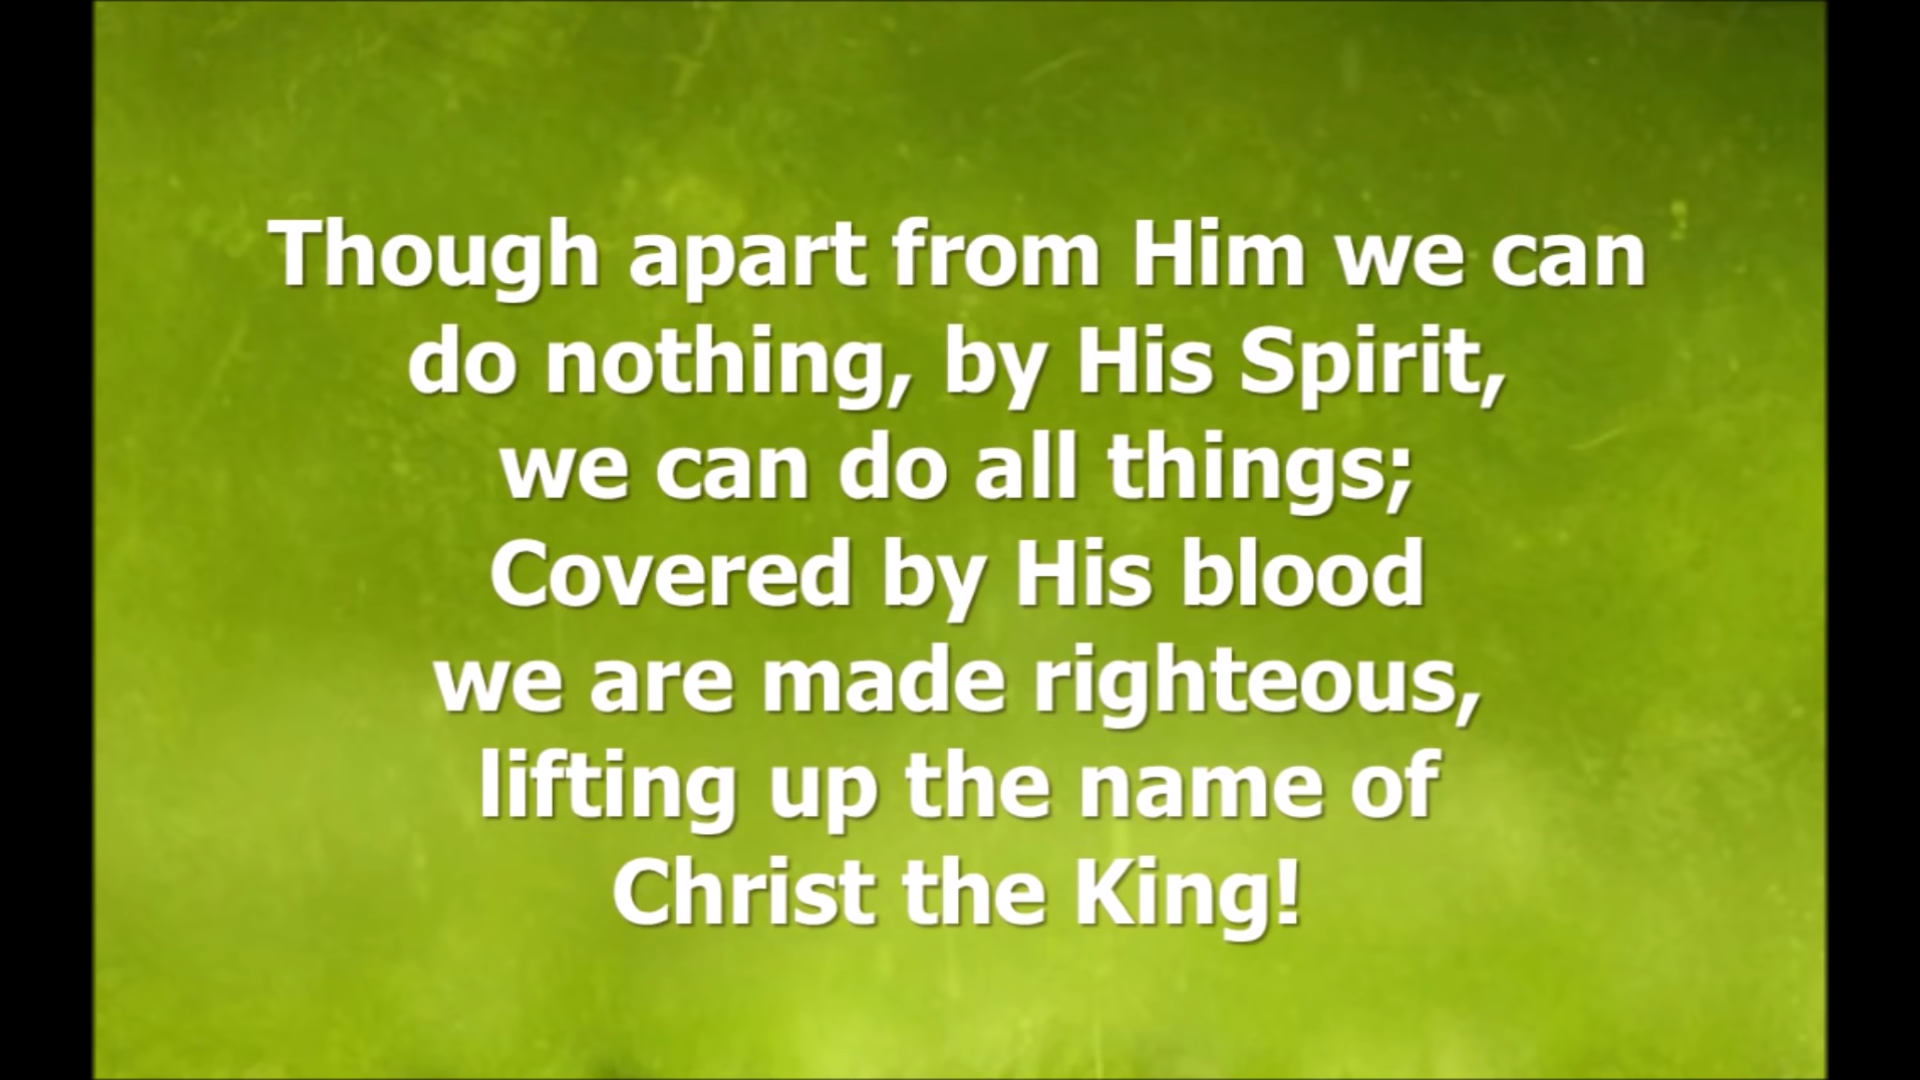 Though apart from Him we can
do nothing, by His Spirit,
we can do all things;
Covered by His blood
we are made righteous,
lifting up the name of
Christ the King!